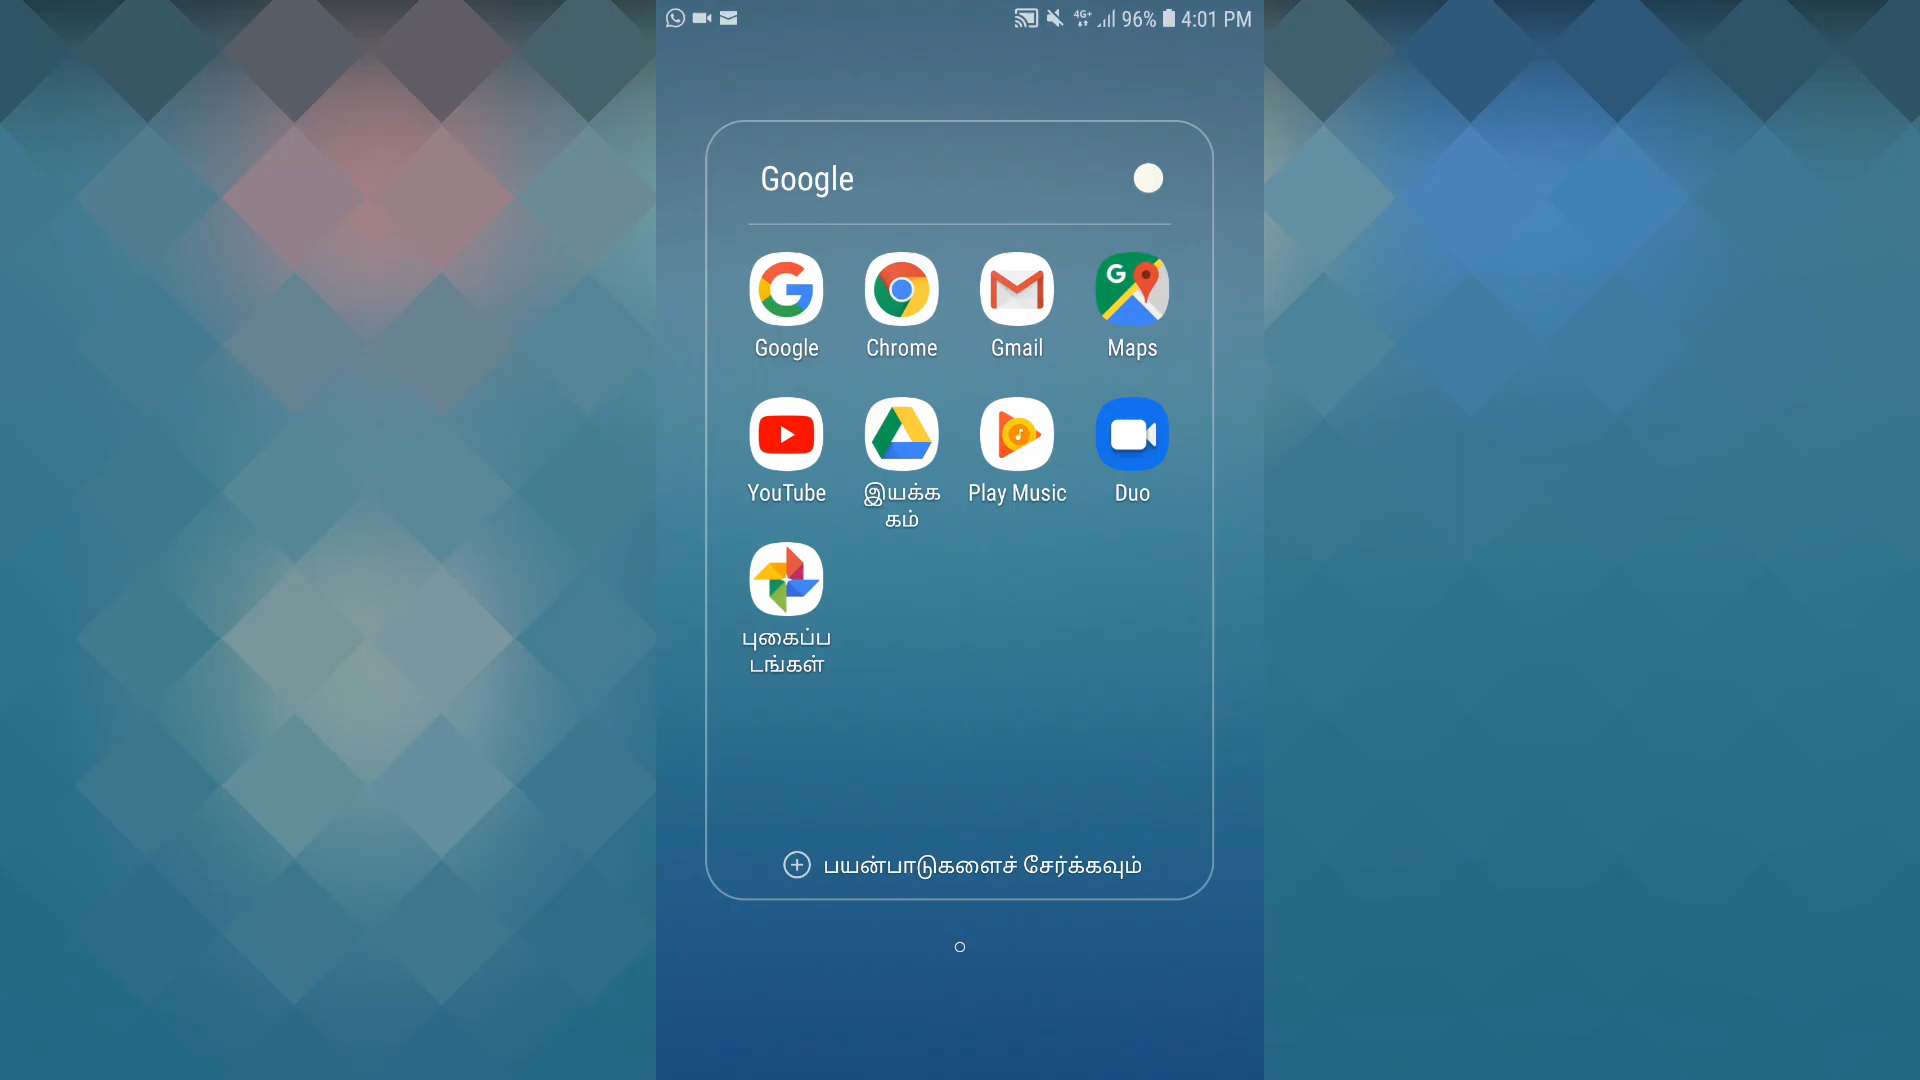 4G+ 96% 4:01 PM
Google
Google Chrome Gmail Maps
YouTube இயக்க Play Music Duo
கம்
புகைப்ப
டங்கள்
பயன்பாடுகளைச் சேர்க்கவும்